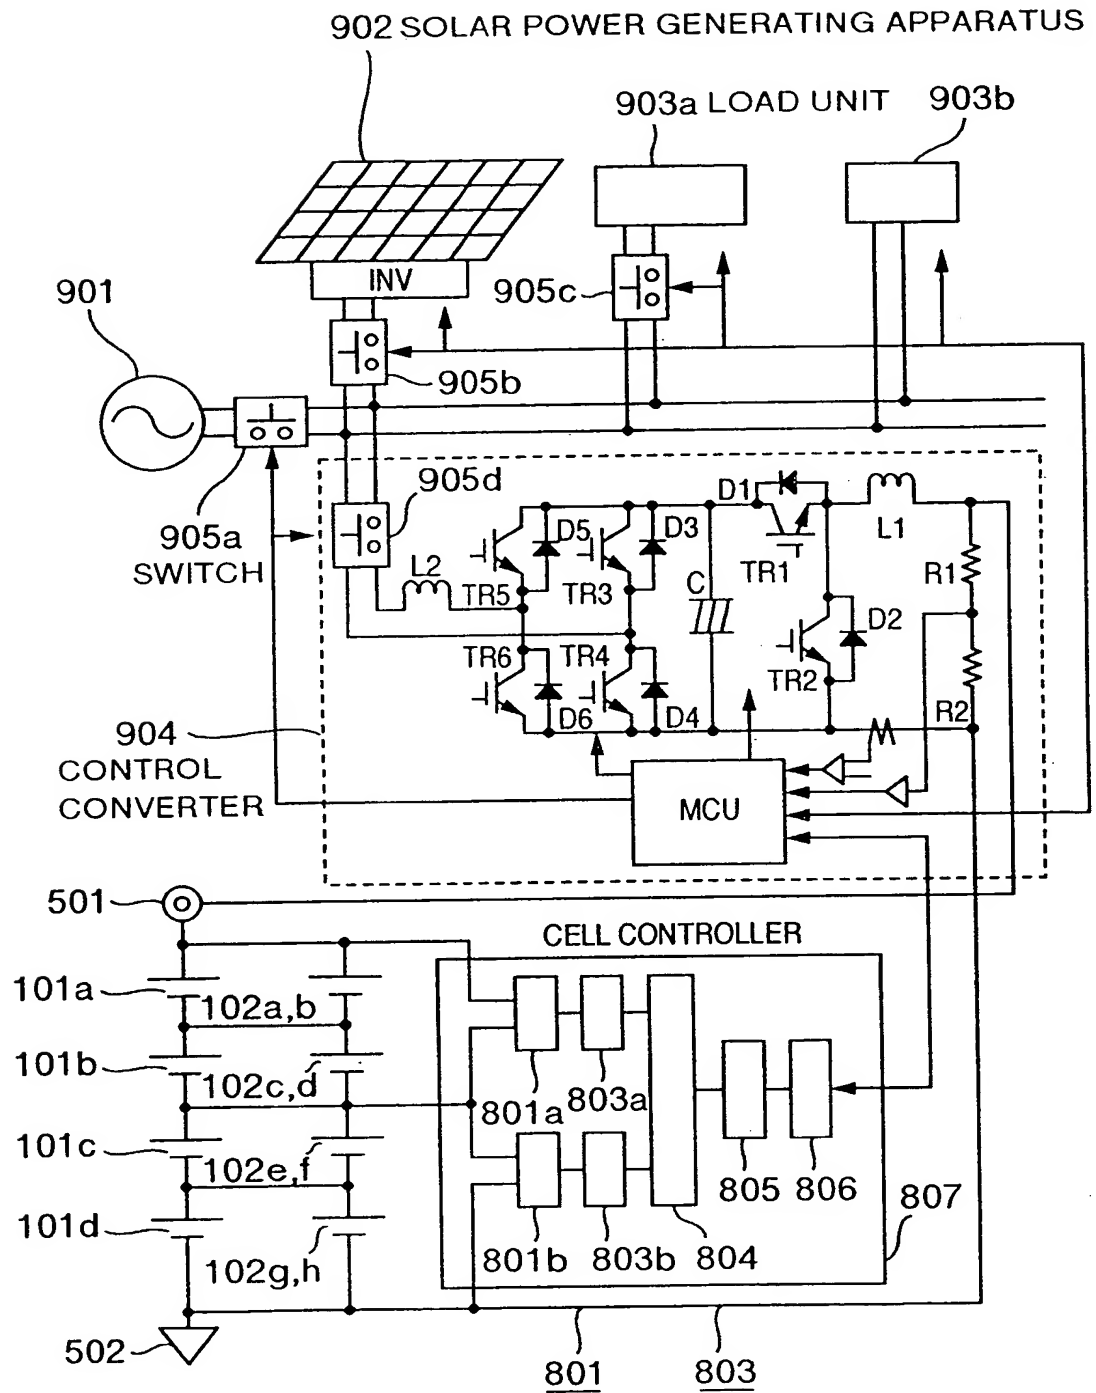 902 SOLAR POWER GENERATING APPARATUS
903a LOAD UNIT
903b
INV
901
905c
905b
905d
905a
SWITCH
D1
L1
D5
D3
L2
TR5
TR3
C
TR1
R1
D2
TR6
TR4
TR2
D6
D4
R2
904
CONTROL
CONVERTER
MCU
501
CELL CONTROLLER
101a
102a,b
101b
102c,d
801a
803a
101c
102e,f
805
806
807
101d
102g,h
801b
803b
804
502
801
803